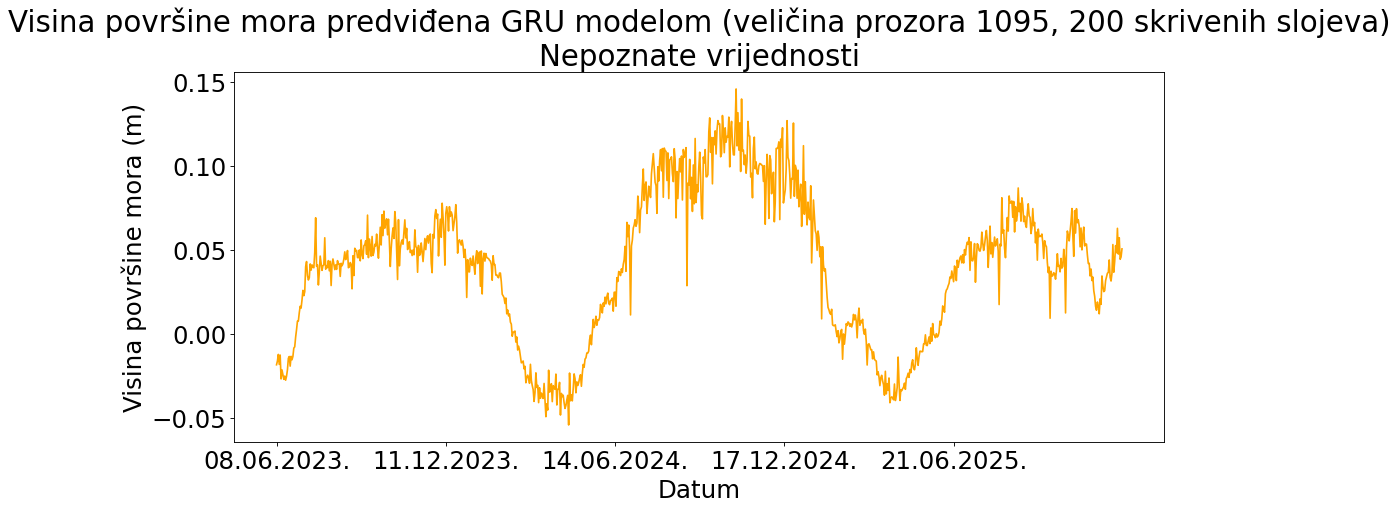 Visina površine mora predviđena GRU modelom (veličina prozora 1095, 200 skrivenih slojeva)
Nepoznate vrijednosti
Visina površine mora (m)
0.15
0.10
0.05
0.00
−0.05
08.06.2023. 11.12.2023. 14.06.2024. 17.12.2024. 21.06.2025.
Datum